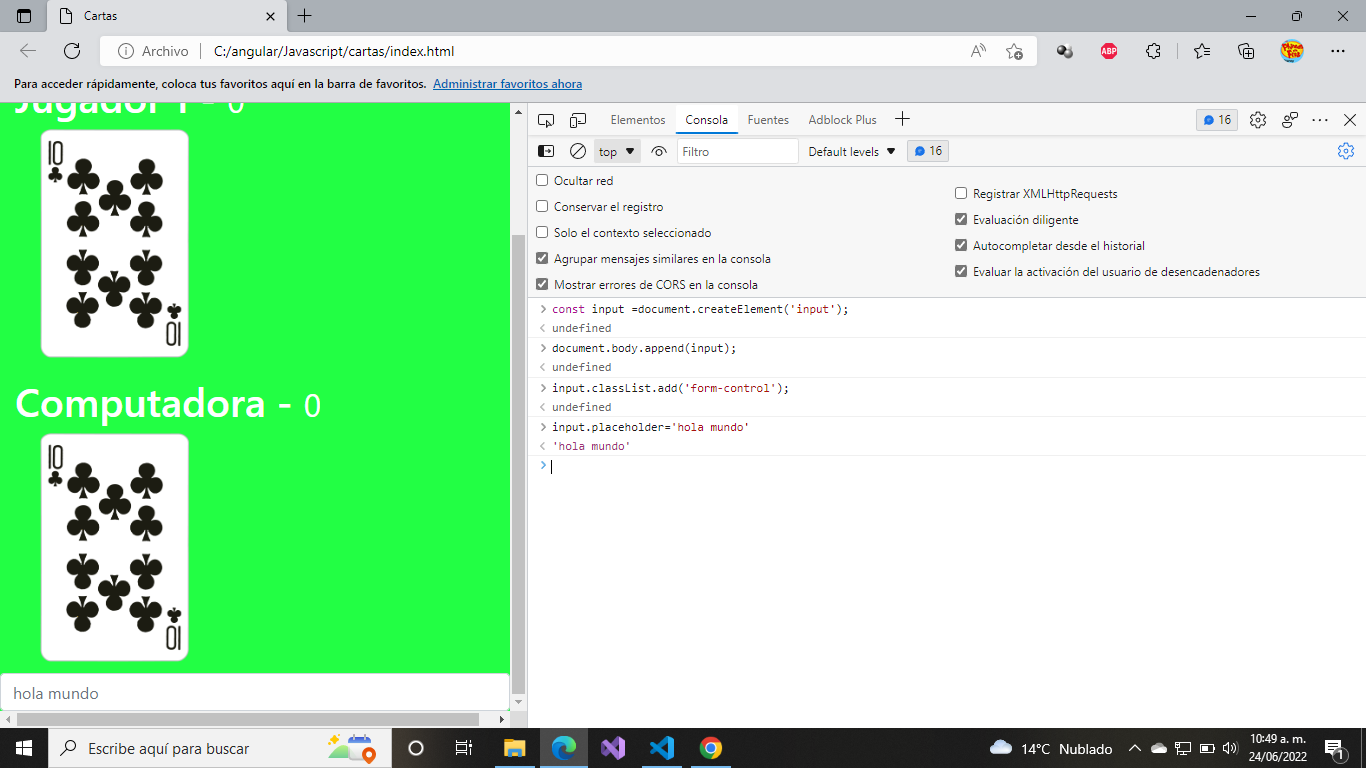 Cartas
Archivo
C:/angular/Javascript/cartas/index.html
ABP
Para acceder rápidamente, coloca tus favoritos aquí en la barra de favoritos. Administrar favoritos ahora
Jugador 1 - 0
10
10
Computadora - 0
10
10
hola mundo
Elementos Consola Fuentes Adblock Plus 16
top Filtro Default levels 16
Ocultar red
Conservar el registro
Solo el contexto seleccionado
Agrupar mensajes similares en la consola
Mostrar errores de CORS en la consola
Registrar XMLHttpRequests
Evaluación diligente
Autocompletar desde el historial
Evaluar la activación del usuario de desencadenadores
const input =document.createElement('input');
undefined
document.body.append(input);
undefined
input.classList.add('form-control');
undefined
input.placeholder='hola mundo'
'hola mundo'
Escribe aquí para buscar
14°C Nublado
10:49 a. m.
24/06/2022
1